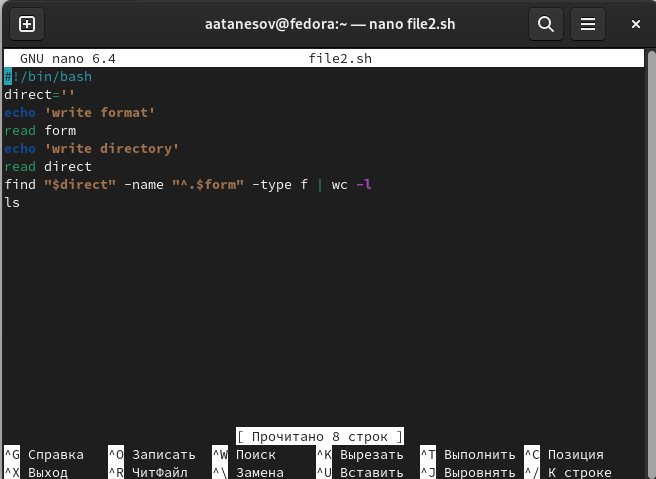 aatanesov@fedora:~ — nano file2.sh
GNU nano 6.4 file2.sh
#!/bin/bash
direct=''
echo 'write format'
read form
echo 'write directory'
read direct
find "$direct" -name "^.$form" -type f | wc -l
ls
[ Прочитано 8 строк ]
^G Справка ^O Записать ^W Поиск ^K Вырезать ^T Выполнить ^C Позиция
^X Выход ^R ЧитФайл ^\ Замена ^U Вставить ^J Выровнять ^/ К строке